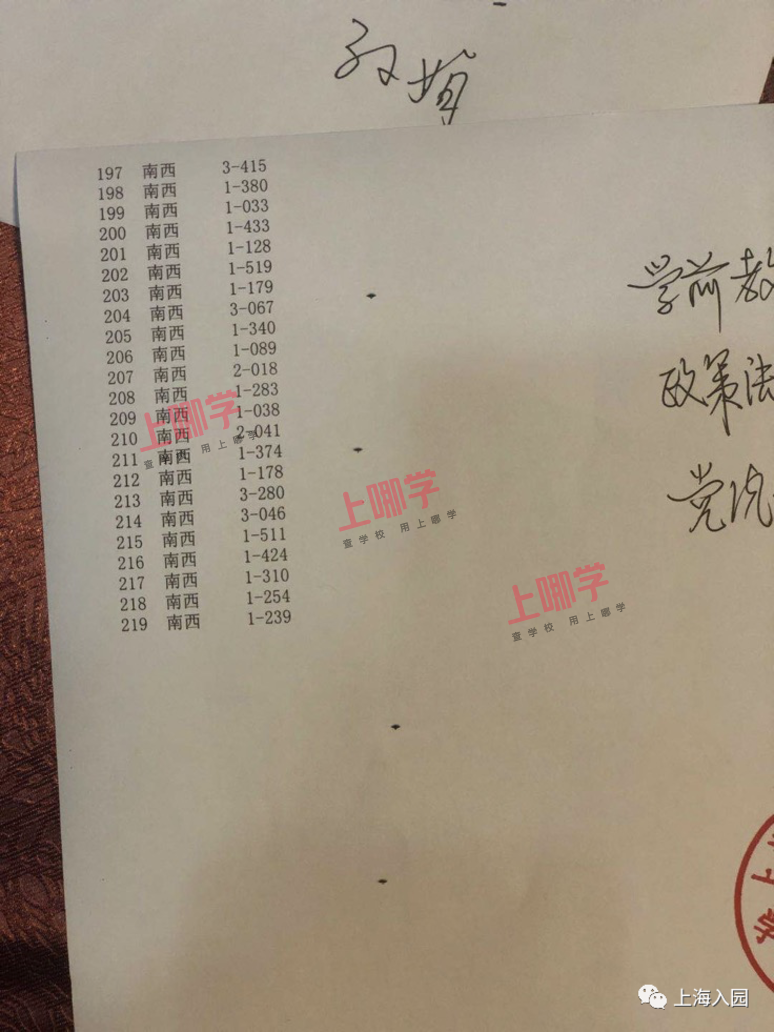 197 南西 3-415
198 南西 1-380
199 南西 1-033
200 南西 1-433
201 南西 1-128
202 南西 1-519
203 南西 1-179
204 南西 3-067
205 南西 1-340
206 南西 1-089
207 南西 2-018
208 南西 1-283
209 南西 1-038
210 南西 2-041
211 南西 1-374
212 南西 1-178
213 南西 3-280
214 南西 3-046
215 南西 1-511
216 南西 1-424
217 南西 1-310
218 南西 1-254
219 南西 1-239
学前教
政策法
党院
上哪学
查学校 用上哪学
上哪学
查学校 用上哪学
上哪学
查学校 用上哪学
上
上海入园